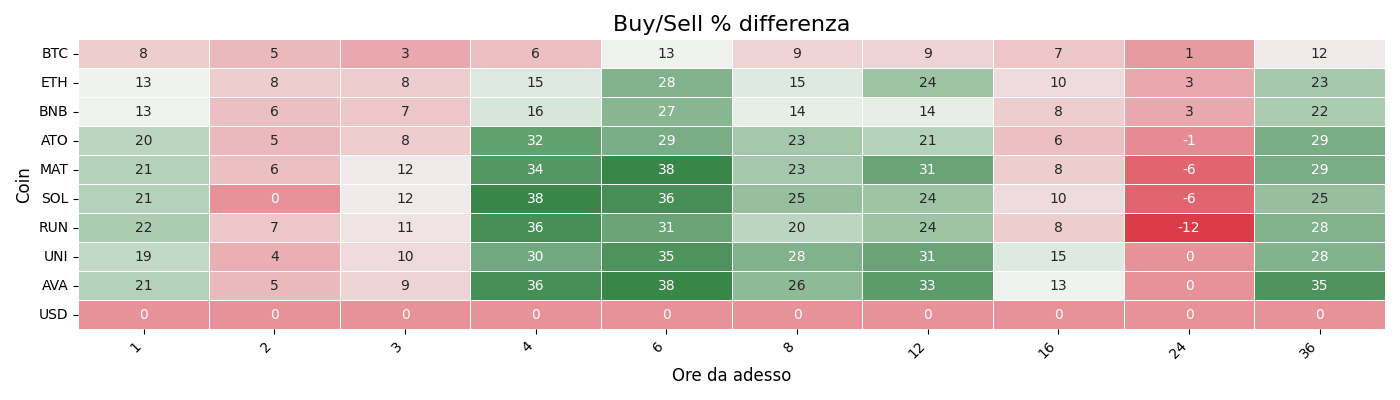 Buy/Sell % differenza
Coin
BTC 8 5 3 6 13 9 9 7 1 12
ETH 13 8 8 15 28 15 24 10 3 23
BNB 13 6 7 16 27 14 14 8 3 22
ATO 20 5 8 32 29 23 21 6 -1 29
MAT 21 6 12 34 38 23 31 8 -6 29
SOL 21 0 12 38 36 25 24 10 -6 25
RUN 22 7 11 36 31 20 24 8 -12 28
UNI 19 4 10 30 35 28 31 15 0 28
AVA 21 5 9 36 38 26 33 13 0 35
USD 0 0 0 0 0 0 0 0 0 0
1 2 3 4 6 8 12 16 24 36
Ore da adesso